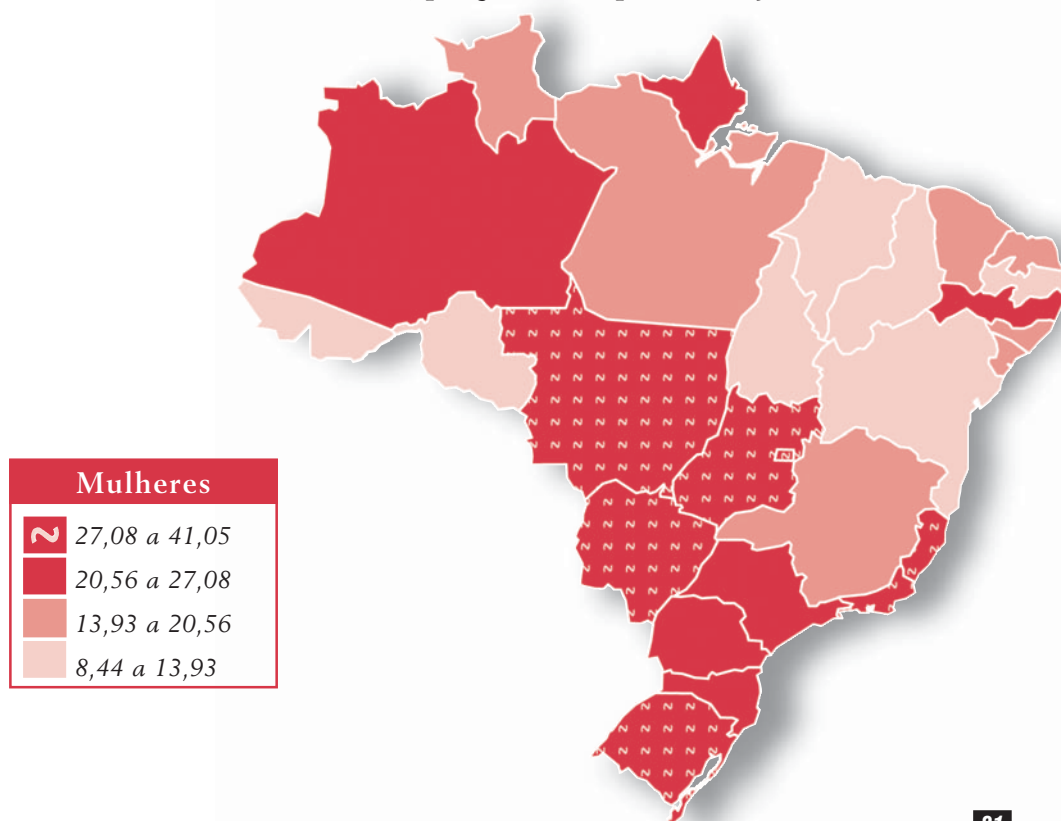 Mulheres
27,08 a 41,05
20,56 a 27,08
13,93 a 20,56
8,44 a 13,93